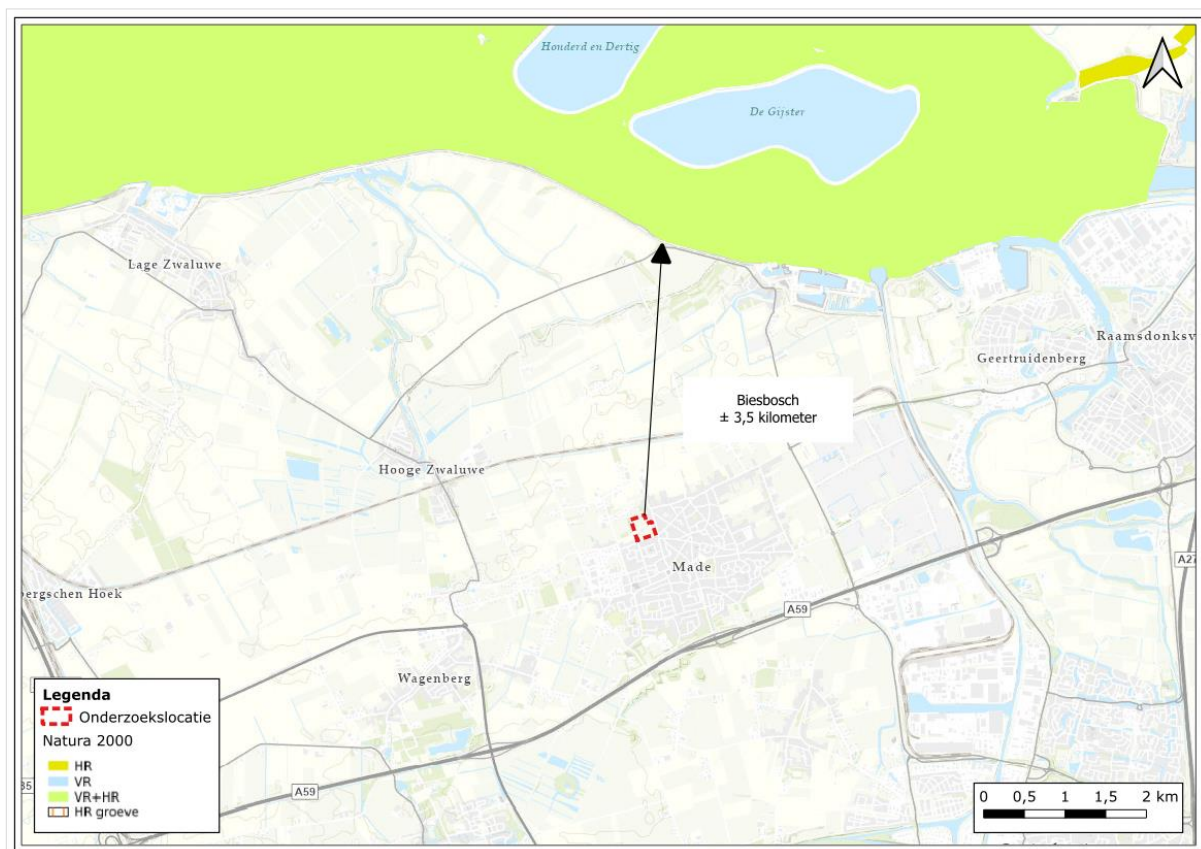 Honderd en Dertig
De Gijster
Lage Zwaluwe
Raamsdonksv
Geertruidenberg
Biesbosch
± 3,5 kilometer
Hooge Zwaluwe
Made
A27
bergschen Hoek
A59
Wagenberg
Legenda
Onderzoekslocatie
Natura 2000
HR
VR
VR+HR
HR groeve
A59
0 0,5 1 1,5 2 km